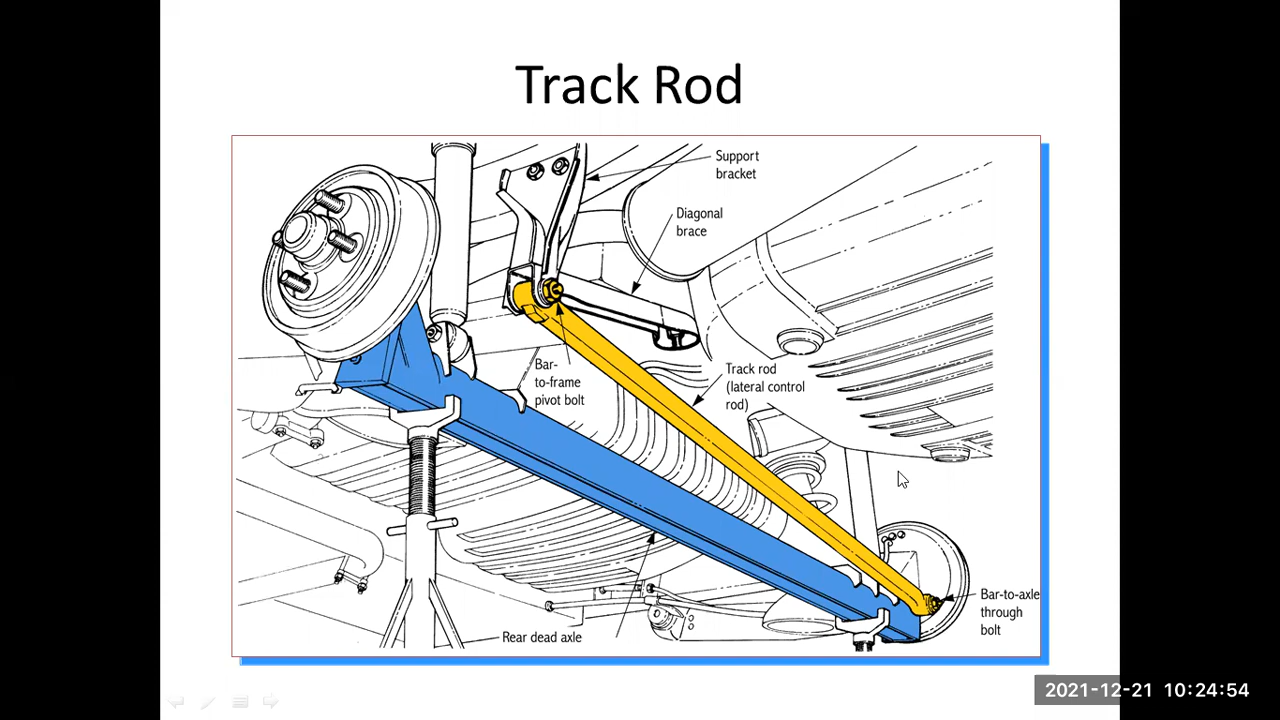 Track Rod
Support
bracket
Diagonal
brace
Bar-
to-frame
pivot bolt
Track rod
(lateral control
rod)
Bar-to-axle
through
bolt
Rear dead axle
2021-12-21 10:24:54